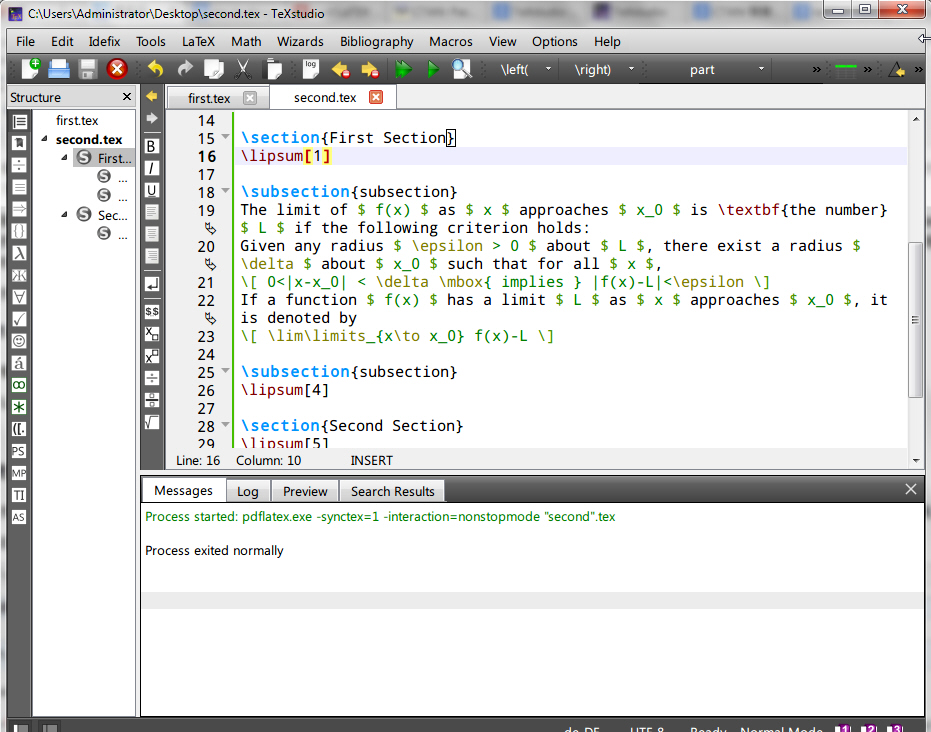 C:\Users\Administrator\Desktop\second.tex - TeXstudio
File Edit Idefix Tools LaTeX Math Wizards Bibliography Macros View Options Help
log \left( \right) part » »
Structure
first.tex second.tex
first.tex
second.tex
First...
...
...
Sec...
...
14
15 \section{First Section}
16 \lipsum[1]
17
18 \subsection{subsection}
19 The limit of $ f(x) $ as $ x $ approaches $ x_0 $ is \textbf{the number}
$ L $ if the following criterion holds:
20 Given any radius $ \epsilon > 0 $ about $ L $, there exist a radius $
\delta $ about $ x_0 $ such that for all $ x $,
21 \[ 0<|x-x_0| < \delta \mbox{ implies } |f(x)-L|<\epsilon \]
22 If a function $ f(x) $ has a limit $ L $ as $ x $ approaches $ x_0 $, it
is denoted by
23 \[ \lim\limits_{x\to x_0} f(x)-L \]
24
25 \subsection{subsection}
26 \lipsum[4]
27
28 \section{Second Section}
29 \lipsum[5]
Line: 16 Column: 10 INSERT
Messages Log Preview Search Results
Process started: pdflatex.exe -synctex=1 -interaction=nonstopmode "second".tex
Process exited normally
PS
MP
TI
AS
B
I
U
$$
de-DE UTF-8 Ready Normal Mode 1 2 3